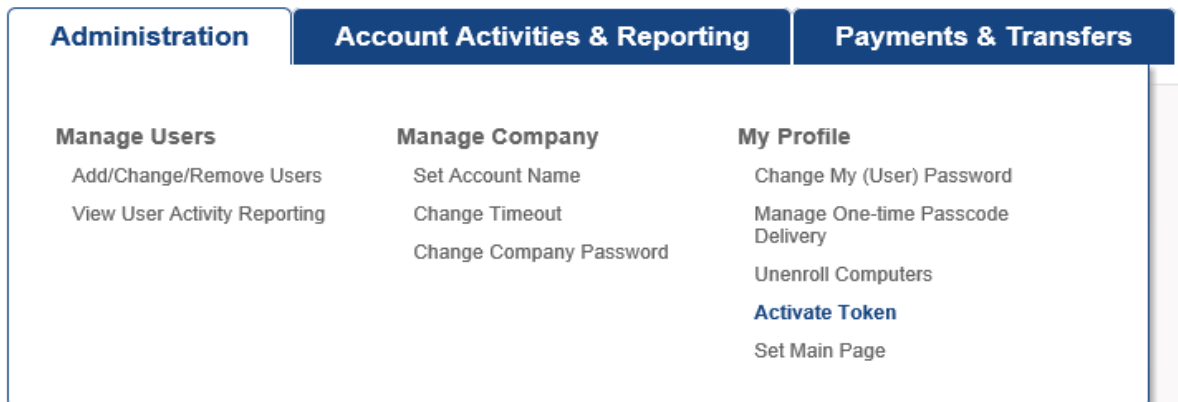 Administration
Account Activities & Reporting
Payments & Transfers
Manage Users
Add/Change/Remove Users
View User Activity Reporting
Manage Company
Set Account Name
Change Timeout
Change Company Password
My Profile
Change My (User) Password
Manage One-time Passcode
Delivery
Unenroll Computers
Activate Token
Set Main Page